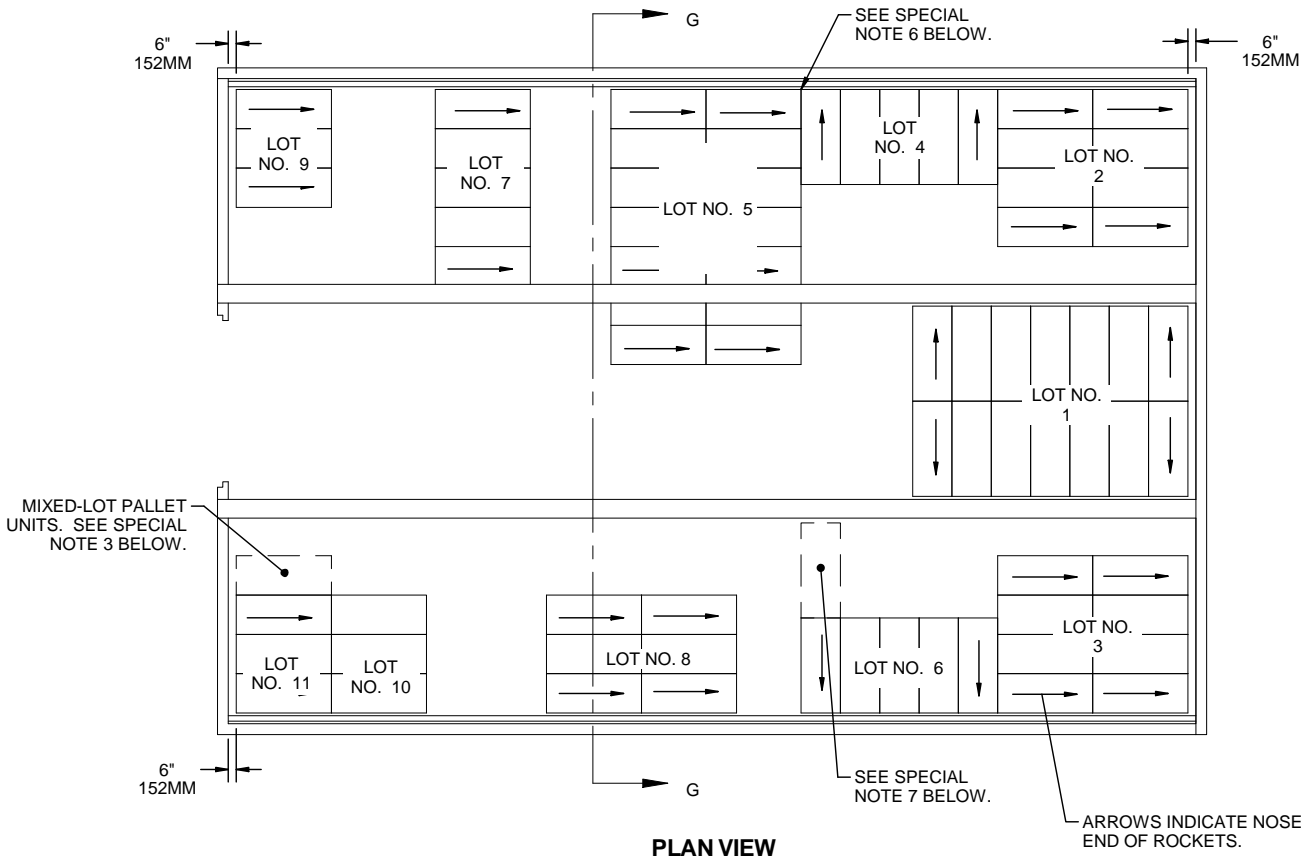 G
SEE SPECIAL
NOTE 6 BELOW.
6"
152MM
6"
152MM
LOT
NO. 9
LOT
NO. 7
LOT NO. 5
LOT
NO. 4
LOT NO.
2
LOT NO.
1
MIXED-LOT PALLET
UNITS. SEE SPECIAL
NOTE 3 BELOW.
LOT
NO. 11
LOT
NO. 10
LOT NO. 8
LOT NO. 6
LOT NO.
3
6"
152MM
G
SEE SPECIAL
NOTE 7 BELOW.
ARROWS INDICATE NOSE
END OF ROCKETS.
PLAN VIEW